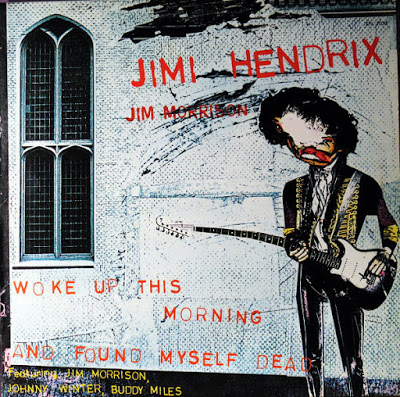 JIMI HENDRIX
JIM MORRISON
WOKE UP THIS
MORNING
AND FOUND MYSELF DEAD
Featuring: JIM MORRISON,
JOHNNY WINTER, BUDDY MILES